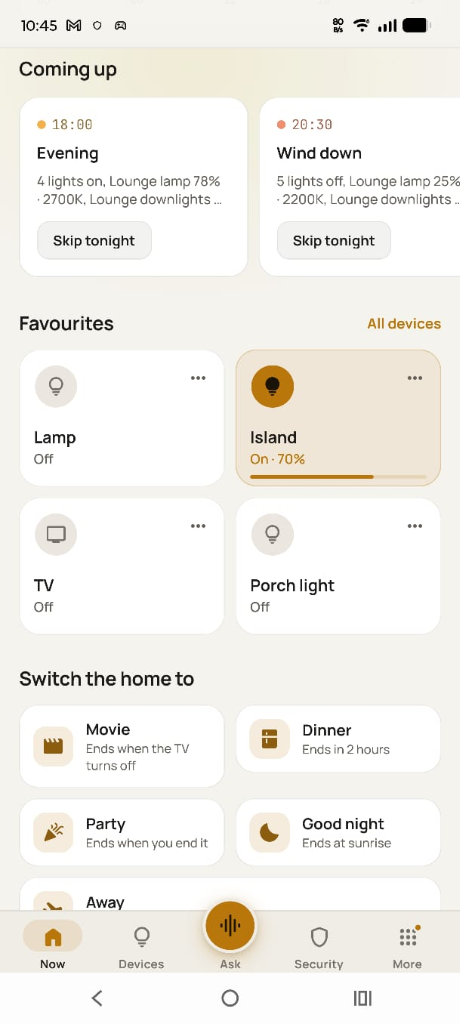 10:45
80
B/s
Coming up
18:00
Evening
4 lights on, Lounge lamp 78%
· 2700K, Lounge downlights ...
Skip tonight
20:30
Wind down
5 lights off, Lounge lamp 25%
· 2200K, Lounge downlights ..
Skip tonight
Favourites
All devices
Lamp
Off
Island
On · 70%
TV
Off
Porch light
Off
Switch the home to
Movie
Ends when the TV
turns off
Dinner
Ends in 2 hours
Party
Ends when you end it
Good night
Ends at sunrise
Away
Now
Devices
Ask
Security
More